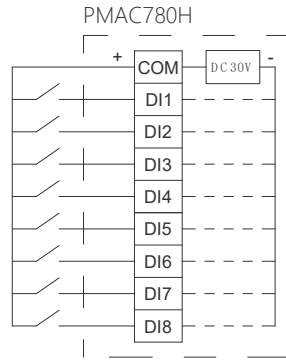 PMAC780H
+ COM DC30V -
DI1
DI2
DI3
DI4
DI5
DI6
DI7
DI8